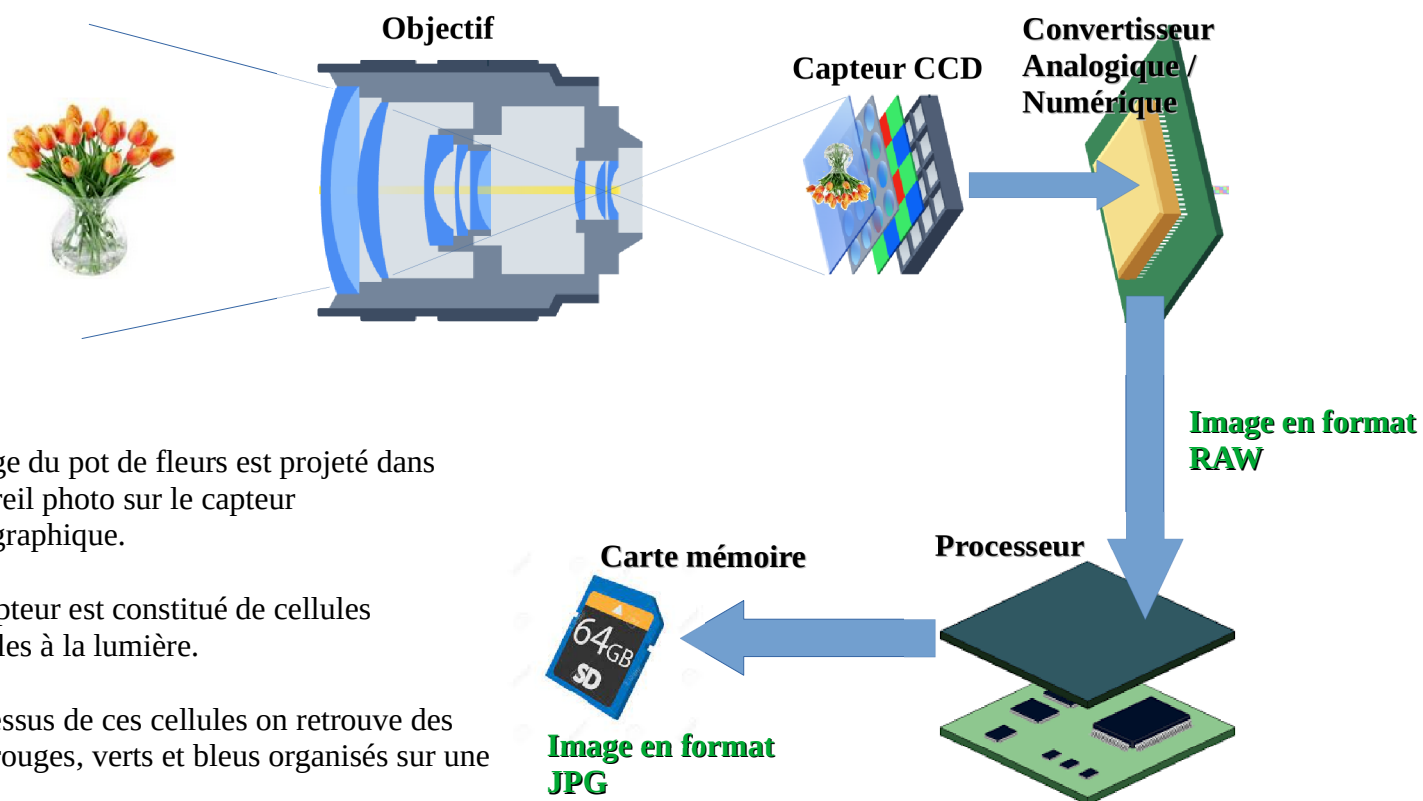 Objectif
Capteur CCD
Convertisseur
Analogique /
Numérique
Image en format
RAW
ge du pot de fleurs est projeté dans
reil photo sur le capteur
graphique.
pteur est constitué de cellules
les à la lumière.
essus de ces cellules on retrouve des
rouges, verts et bleus organisés sur une
Carte mémoire
Processeur
64GB
SD
Image en format
JPG